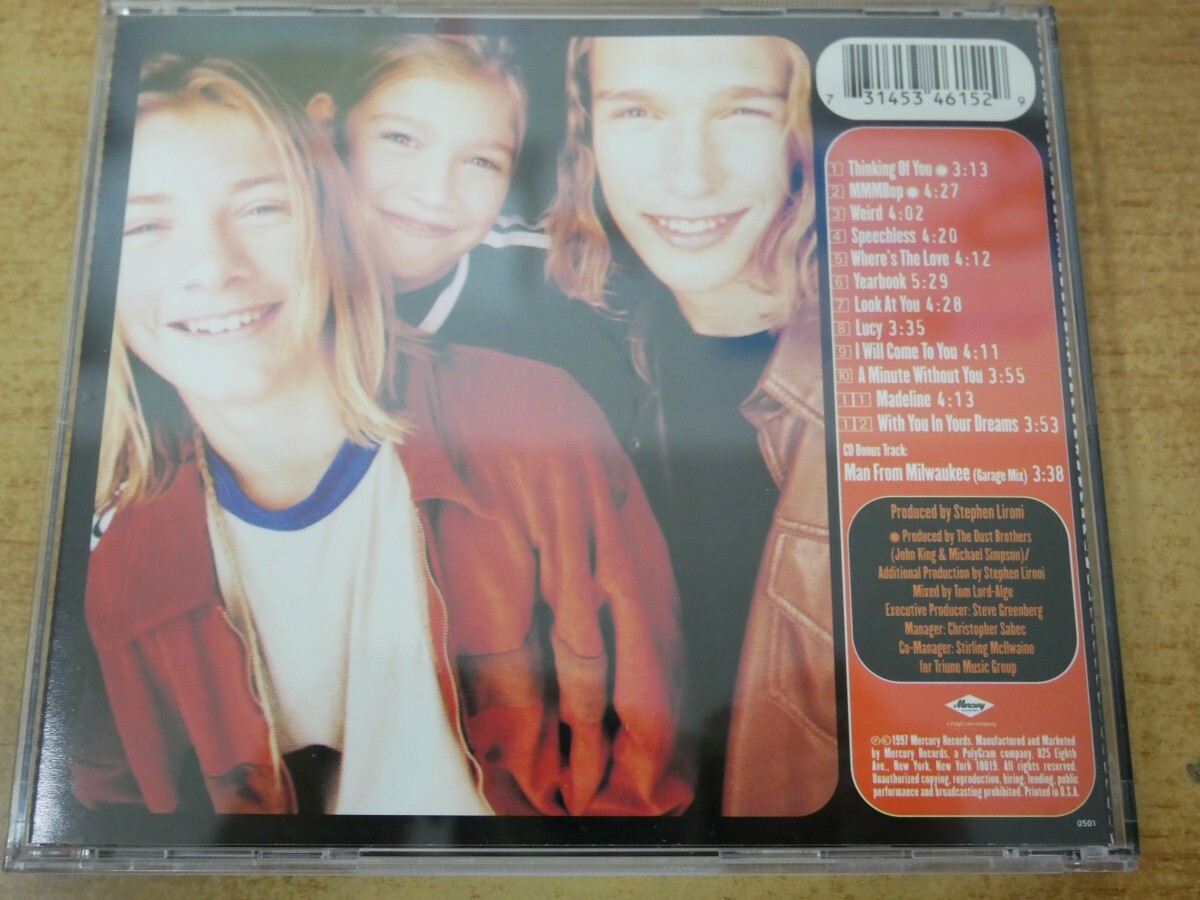 7 31453 46152 9
1 Thinking Of You 3:13
2 MMMBop 4:27
3 Weird 4:02
4 Speechless 4:20
5 Where's The Love 4:12
6 Yearbook 5:29
7 Look At You 4:28
8 Lucy 3:35
9 I Will Come To You 4:11
10 A Minute Without You 3:55
11 Madeline 4:13
12 With You In Your Dreams 3:53
CD Bonus Track:
Man From Milwaukee (Garage Mix) 3:38
Produced by Stephen Lironi
Produced by The Dust Brothers
(John King & Michael Simpson)/
Additional Production by Stephen Lironi
Mixed by Tom Lord-Alge
Executive Producer: Steve Greenberg
Manager: Christopher Sabec
Co-Manager: Stirling McIlwaine
for Triune Music Group
Mercury
a PolyGram company
℗©1997 Mercury Records. Manufactured and Marketed
by Mercury Records, a PolyGram company, 825 Eighth
Ave., New York, New York 10019. All rights reserved.
Unauthorized copying, reproduction, hiring, lending, public
performance and broadcasting prohibited. Printed in U.S.A.
0501